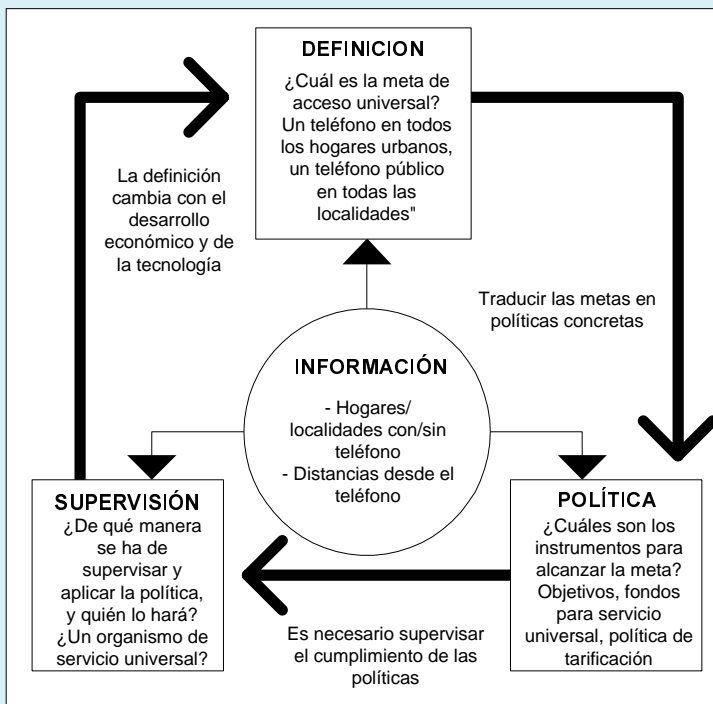 DEFINICION
¿Cuál es la meta de
acceso universal?
Un teléfono en todos
los hogares urbanos,
un teléfono público
en todas las
localidades"
La definición
cambia con el
desarrollo
económico y de
la tecnología
Traducir las metas en
políticas concretas
INFORMACIÓN
- Hogares/
localidades con/sin
teléfono
- Distancias desde el
teléfono
SUPERVISIÓN
¿De qué manera
se ha de
supervisar y
aplicar la política,
y quién lo hará?
¿Un organismo de
servicio universal?
POLÍTICA
¿Cuáles son los
instrumentos para
alcanzar la meta?
Objetivos, fondos
para servicio
universal, política de
tarificación
Es necesario supervisar
el cumplimiento de las
políticas